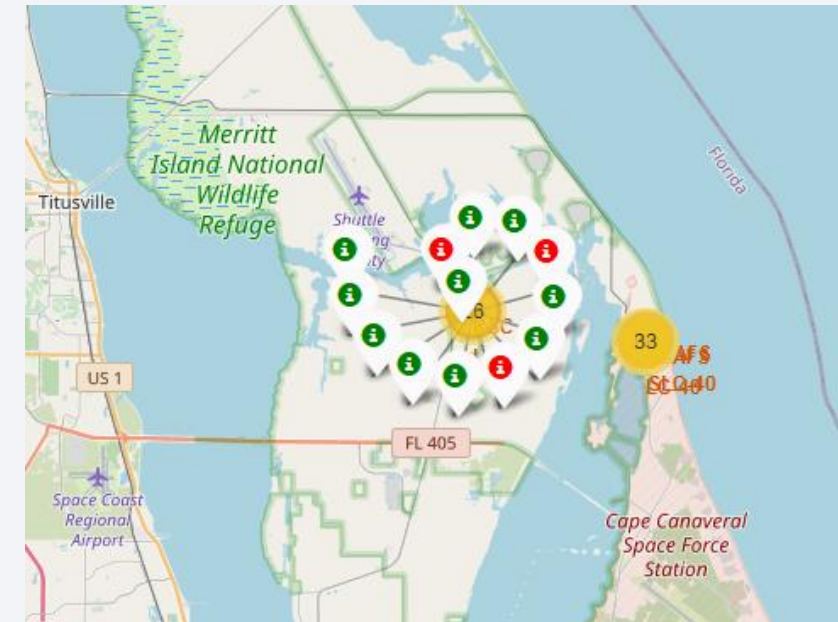 Merritt
Island National
Wildlife
Refuge
Titusville
Florida
Shuttle
33
US 1
FL 405
Space Coast
Regional
Airport
Cape Canaveral
Space Force
Station